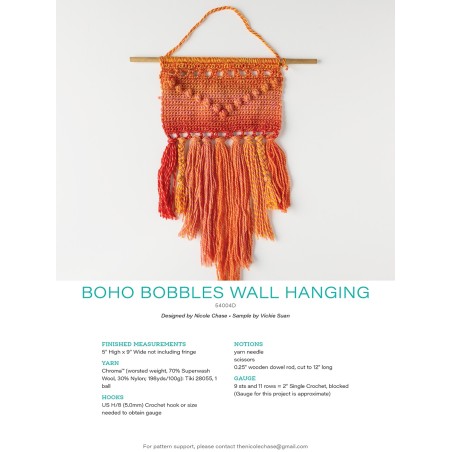 BOHO BOBBLES WALL HANGING
54004D
Designed by Nicole Chase • Sample by Vickie Suan
FINISHED MEASUREMENTS
5" High x 9" Wide not including fringe
YARN
Chroma™ (worsted weight, 70% Superwash
Wool, 30% Nylon; 198yds/100g): Tiki 28055, 1
ball
HOOKS
US H/8 (5.0mm) Crochet hook or size
needed to obtain gauge
NOTIONS
yarn needle
scissors
0.25" wooden dowel rod, cut to 12" long
GAUGE
9 sts and 11 rows = 2" Single Crochet, blocked
(Gauge for this project is approximate)
For pattern support, please contact thenicolechase@gmail.com